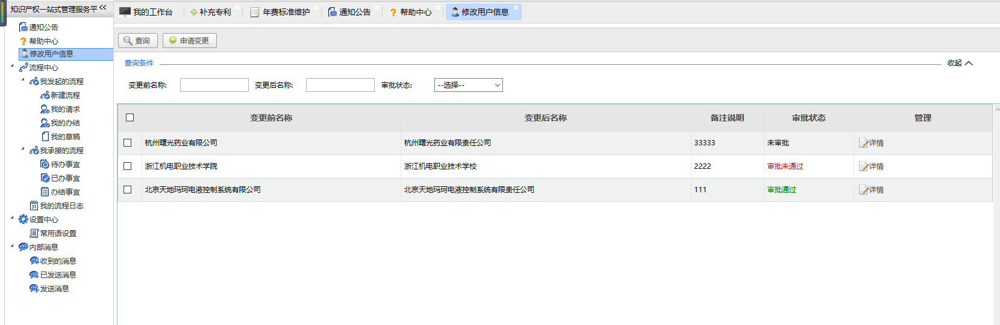 知识产权一站式管理服务平
我的工作台
补充专利
年费标准维护
通知公告
帮助中心
修改用户信息
通知公告
帮助中心
修改用户信息
流程中心
我发起的流程
新建流程
我的请求
我的办结
我的草稿
我承接的流程
待办事宜
已办事宜
办结事宜
我的流程日志
设置中心
常用语设置
内部消息
收到的消息
已发送消息
发送消息
查询
申请变更
查询条件
收起
变更前名称:
变更后名称:
审批状态:
--选择--
变更前名称 变更后名称 备注说明 审批状态 管理
杭州曙光药业有限公司 杭州曙光药业有限责任公司 33333 未审批 详情
浙江机电职业技术学院 浙江机电职业技术学校 2222 审批未通过 详情
北京天地玛珂电液控制系统有限公司 北京天地玛珂电液控制系统有限责任公司 111 审批通过 详情